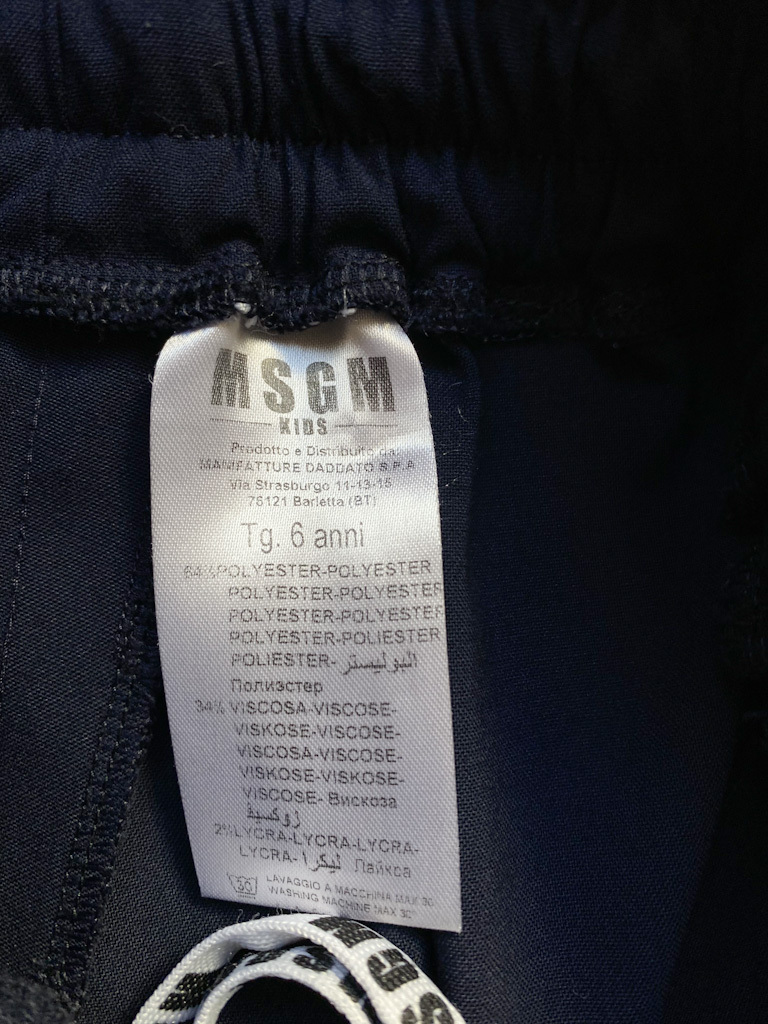 MSGM
KIDS
Prodotto e Distribuito da:
MANIFATTURE DADDATO S.P.A
Via Strasburgo 11-13-15
76121 Barletta (BT)
Tg. 6 anni
64%POLYESTER-POLYESTER
POLYESTER-POLYESTER
POLYESTER-POLYESTER
POLYESTER-POLIESTER
POLIESTER- البوليستر
Полиэстер
34% VISCOSA-VISCOSE-
VISKOSE-VISCOSE-
VISCOSA-VISCOSE-
VISKOSE-VISKOSE-
VISCOSE- Вискоза
2%LYCRA-LYCRA-LYCRA-
LYCRA- ليكرا Лайкса
30 LAVAGGIO A MACCHINA MAX 30
WASHING MACHINE MAX 30°